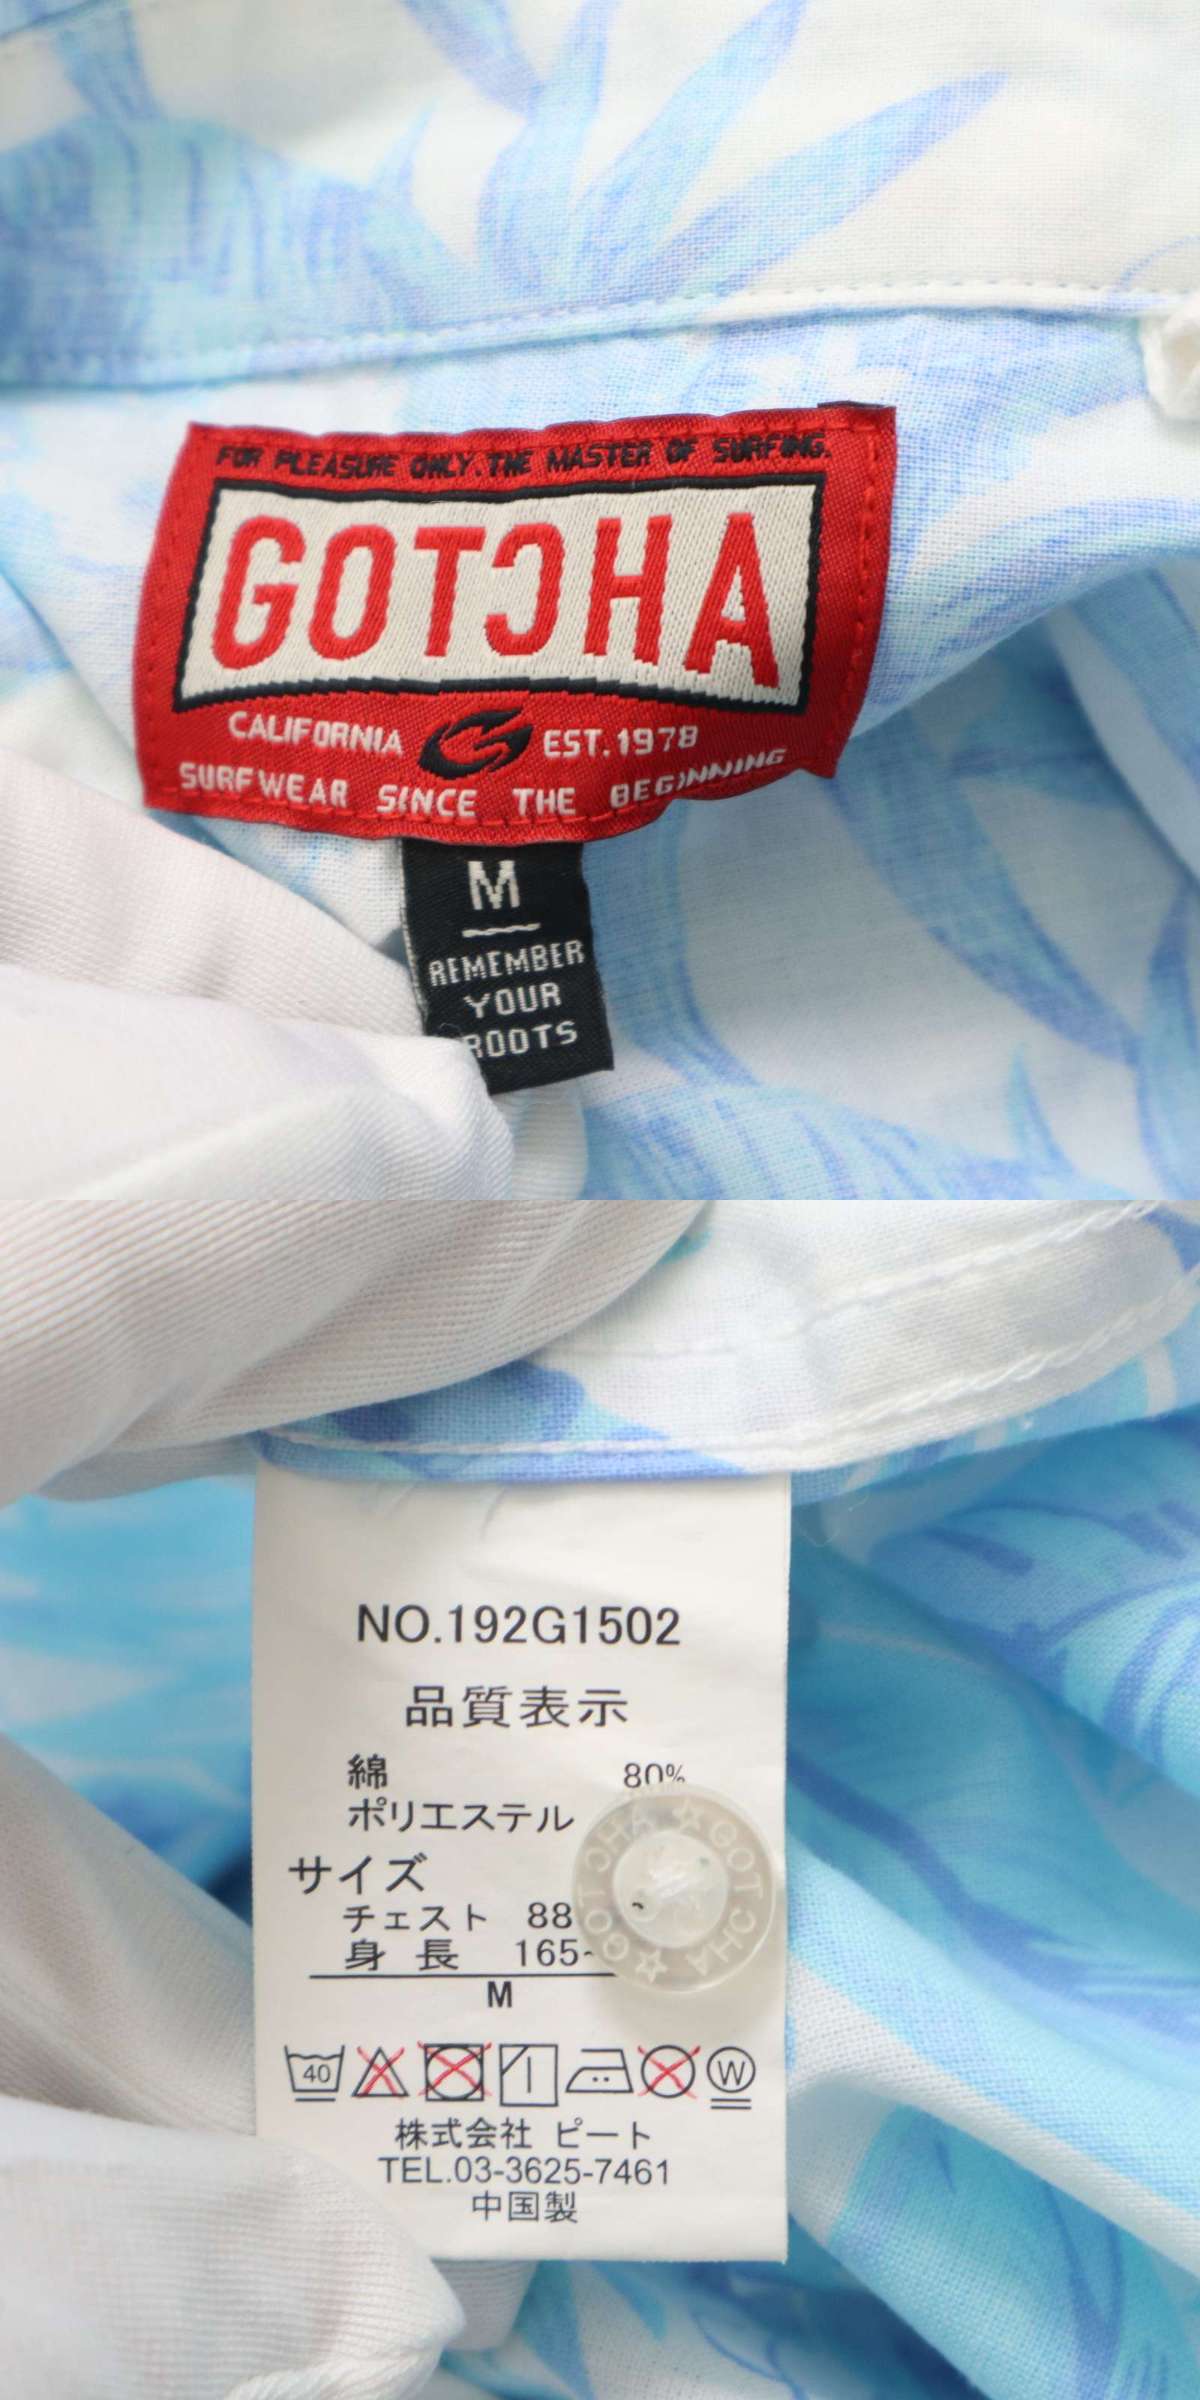 FOR PLEASURE ONLY. THE MASTER OF SURFING.
GOTCHA
CALIFORNIA EST. 1978
SURFWEAR SINCE THE BEGINNING
M
REMEMBER
YOUR
ROOTS
NO.192G1502
品質表示
綿 80%
ポリエステル
サイズ
チェスト 88
身長 165~
M
GOTCHA ☆ GOTCHA ☆
40
W
株式会社 ピート
TEL.03-3625-7461
中国製